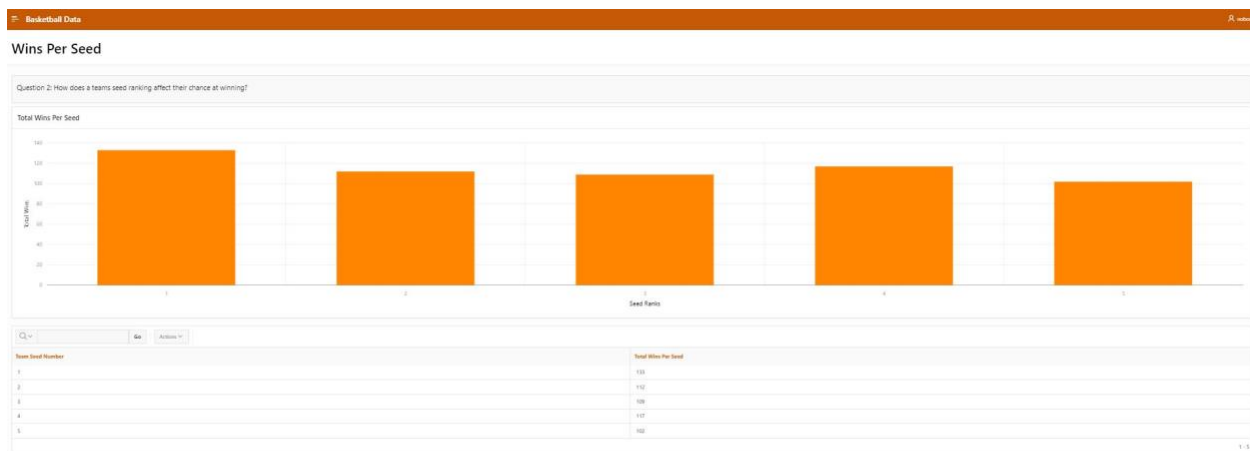 Basketball Data
Wins Per Seed
Question 2: How does a teams seed ranking affect their chance at winning?
Total Wins Per Seed
140
120
100
80
60
40
20
0
Total Wins
1 2 3 4 5
Seed Ranks
Go Actions
Team Seed Number Total Wins Per Seed
1 133
2 112
3 109
4 117
5 102
1 - 5